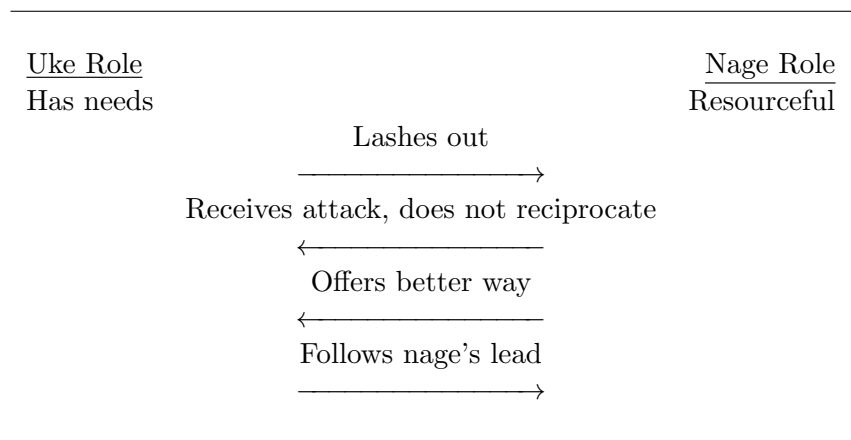 Uke Role Nage Role
Has needs Resourceful
Lashes out
Receives attack, does not reciprocate
Offers better way
Follows nage's lead